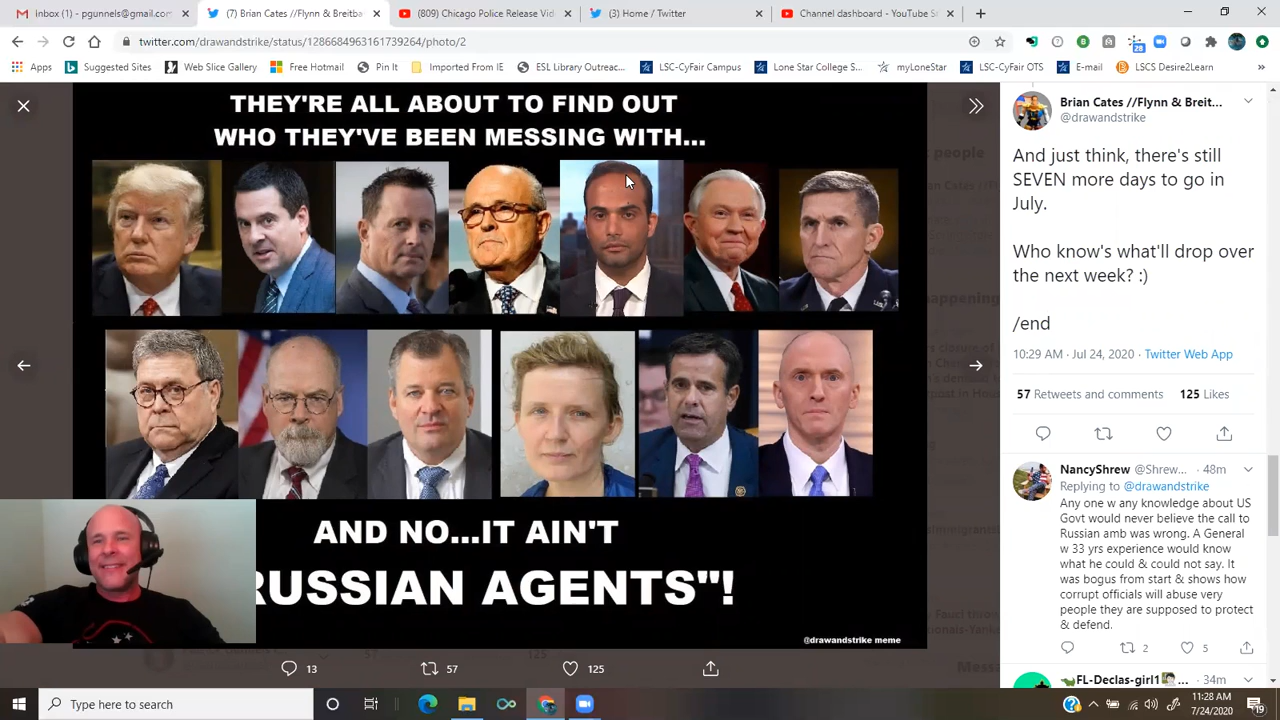 Inbox (1) - prunnels@gmail.com
(7) Brian Cates //Flynn & Breitba
(809) Chicago Police Release Vid
(3) Home / Twitter
Channel dashboard - YouTube S
twitter.com/drawandstrike/status/1286684963161739264/photo/2
28
Apps
Suggested Sites
Web Slice Gallery
Free Hotmail
Pin It
Imported From IE
ESL Library Outreac...
LSC-CyFair Campus
Lone Star College S...
myLoneStar
LSC-CyFair OTS
E-mail
LSCS Desire2Learn
THEY'RE ALL ABOUT TO FIND OUT
WHO THEY'VE BEEN MESSING WITH...
AND NO...IT AIN'T
RUSSIAN AGENTS"!
@drawandstrike meme
13
57
125
Brian Cates //Flynn & Breit...
@drawandstrike
And just think, there's still
SEVEN more days to go in
July.
Who know's what'll drop over
the next week? :)
/end
10:29 AM · Jul 24, 2020 · Twitter Web App
57 Retweets and comments 125 Likes
NancyShrew @Shrew... · 48m
Replying to @drawandstrike
Any one w any knowledge about US
Govt would never believe the call to
Russian amb was wrong. A General
w 33 yrs experience would know
what he could & could not say. It
was bogus from start & shows how
corrupt officials will abuse very
people they are supposed to protect
& defend.
2
5
FL-Declas-girl1 ... · 34m
Type here to search
11:28 AM
7/24/2020
19